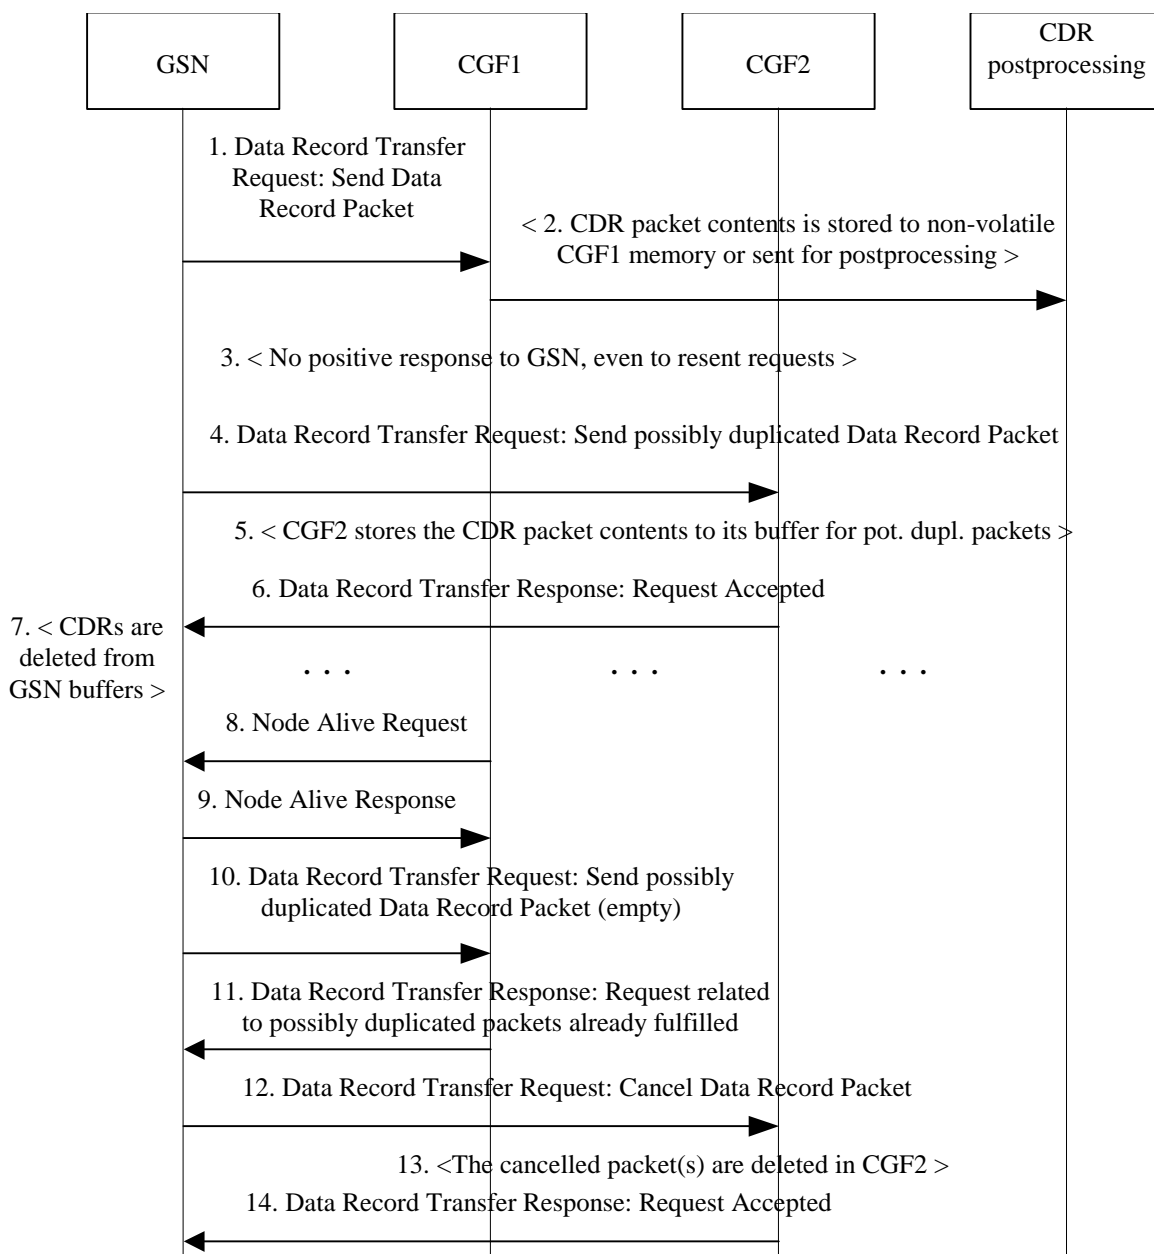 GSN
CGF1
CGF2
CDR
postprocessing
1. Data Record Transfer
Request: Send Data
Record Packet
< 2. CDR packet contents is stored to non-volatile
CGF1 memory or sent for postprocessing >
3. < No positive response to GSN, even to resent requests >
4. Data Record Transfer Request: Send possibly duplicated Data Record Packet
5. < CGF2 stores the CDR packet contents to its buffer for pot. dupl. packets >
6. Data Record Transfer Response: Request Accepted
7. < CDRs are
deleted from
GSN buffers >
. . .
. . .
. . .
8. Node Alive Request
9. Node Alive Response
10. Data Record Transfer Request: Send possibly
duplicated Data Record Packet (empty)
11. Data Record Transfer Response: Request related
to possibly duplicated packets already fulfilled
12. Data Record Transfer Request: Cancel Data Record Packet
13. <The cancelled packet(s) are deleted in CGF2 >
14. Data Record Transfer Response: Request Accepted